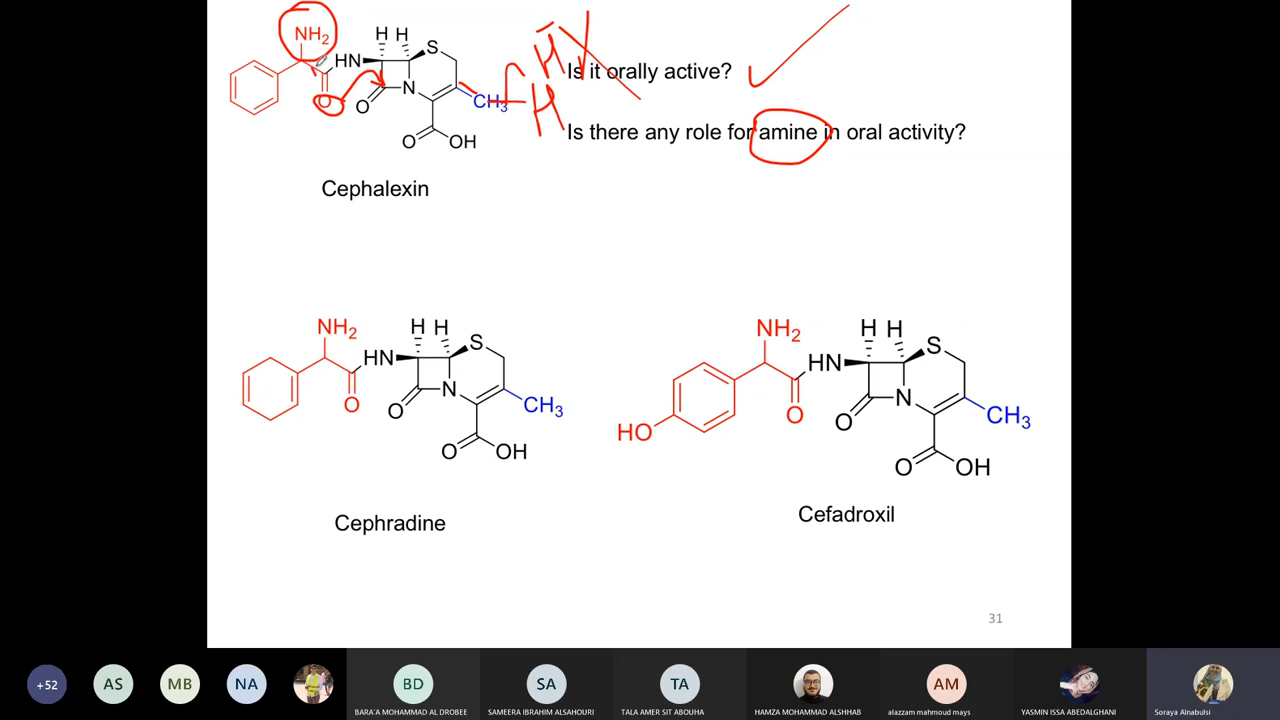 NH2
H H
S
HN
N
O
O
CH3
O
OH
H
H
Is it orally active?
Is there any role for amine in oral activity?
Cephalexin
NH2
H H
S
HN
N
O
O
CH3
O
OH
Cephradine
NH2
H H
S
HN
N
O
O
CH3
HO
O
OH
Cefadroxil
31
+52
AS
MB
NA
BD
SA
TA
AM
BARA'A MOHAMMAD AL DROBEE
SAMEERA IBRAHIM ALSAHOURI
TALA AMER SIT ABOUHA
HAMZA MOHAMMAD ALSHHAB
alazzam mahmoud mays
YASMIN ISSA ABEDALGHANI
Soraya Alnabulsi